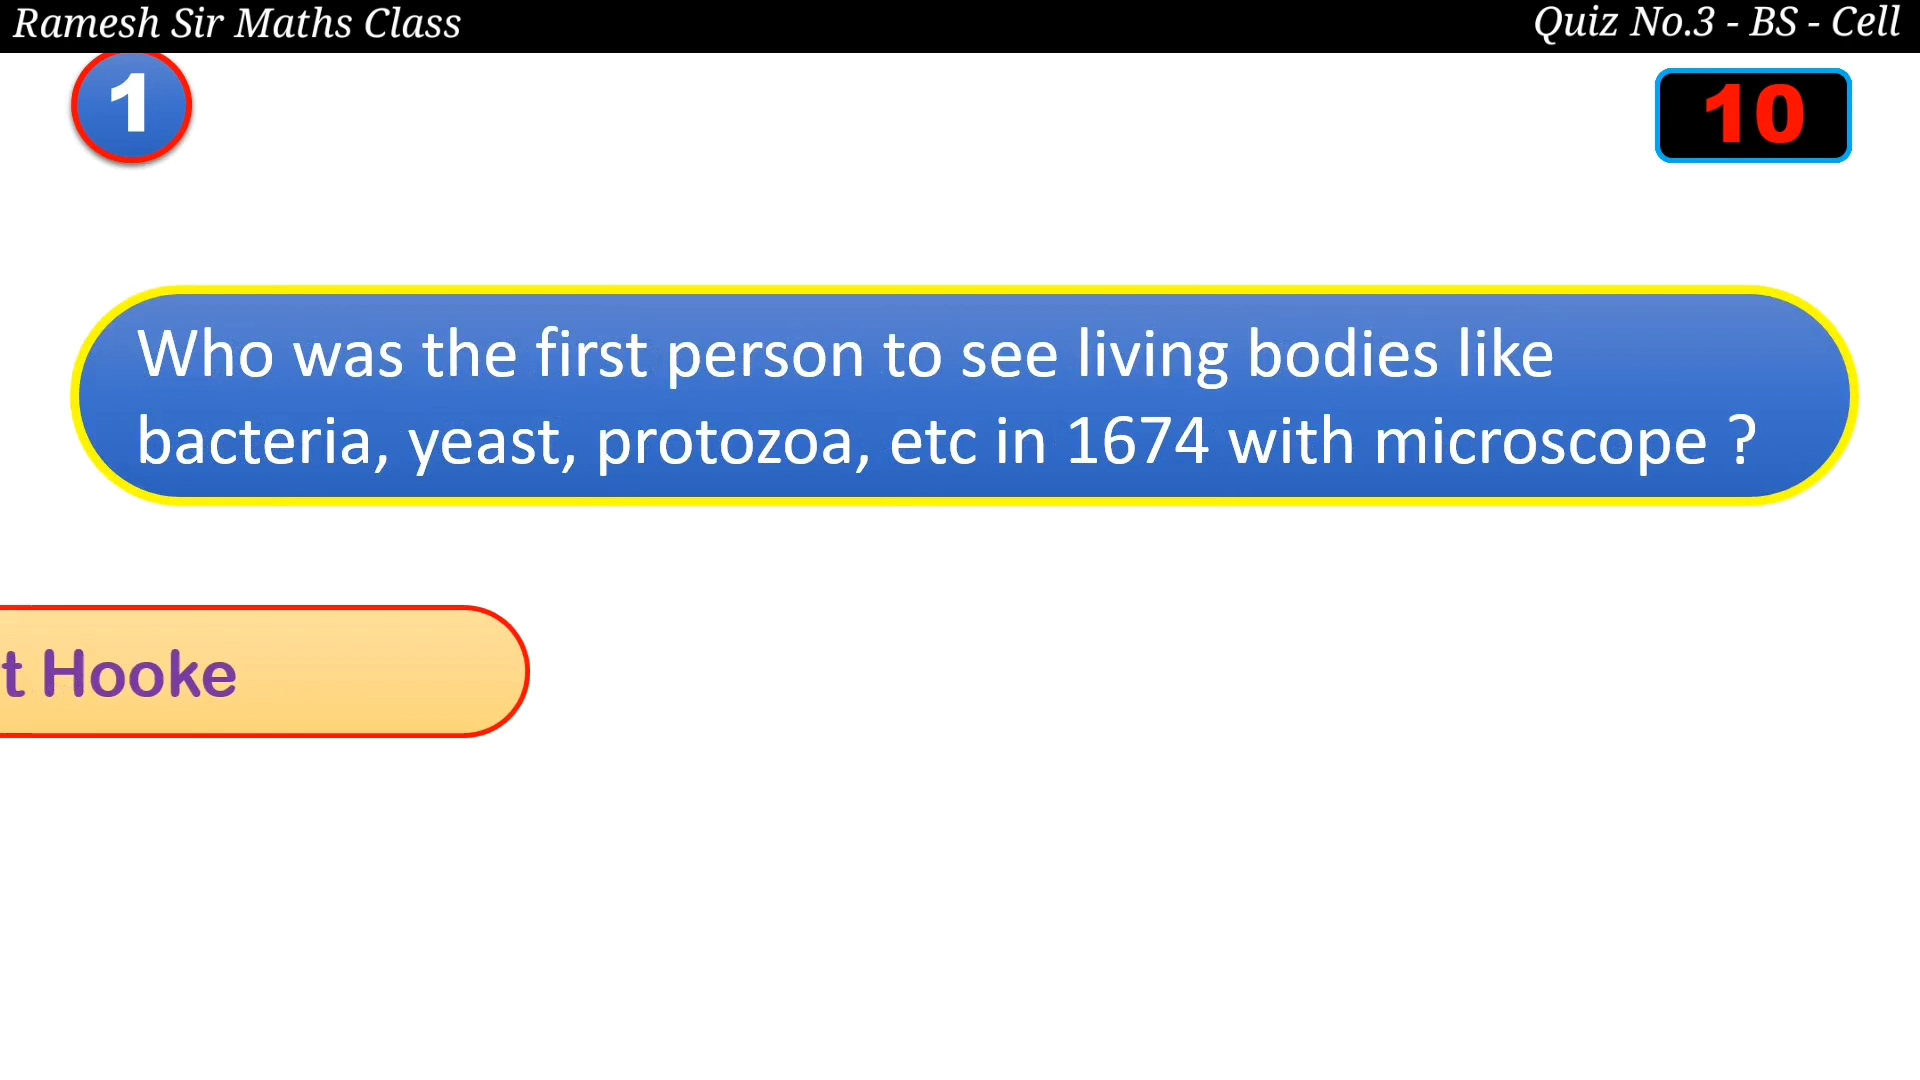 Ramesh Sir Maths Class
Quiz No.3 - BS - Cell
1
10
Who was the first person to see living bodies like
bacteria, yeast, protozoa, etc in 1674 with microscope ?
t Hooke